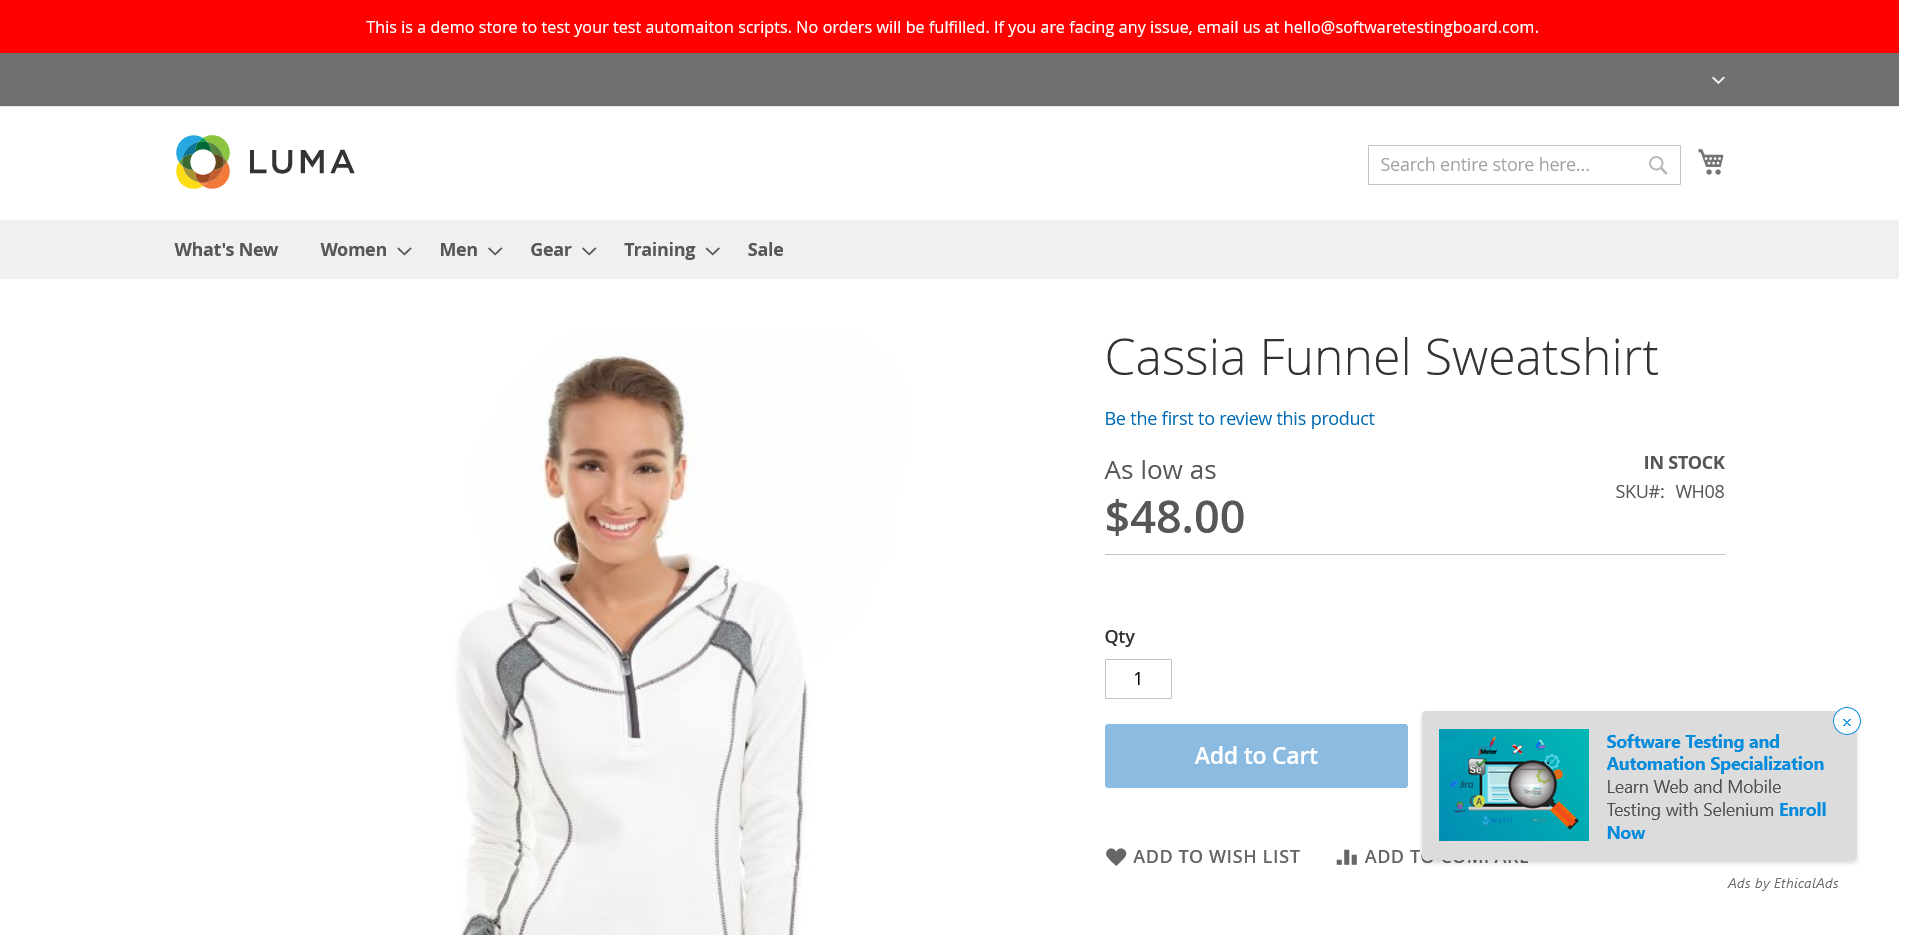 This is a demo store to test your test automaiton scripts. No orders will be fulfilled. If you are facing any issue, email us at hello@softwaretestingboard.com.
LUMA
Search entire store here...
What's New
Women
Men
Gear
Training
Sale
Cassia Funnel Sweatshirt
Be the first to review this product
As low as
IN STOCK
SKU#: WH08
$48.00
Qty
1
Add to Cart
Software Testing and
Automation Specialization
Learn Web and Mobile
Testing with Selenium Enroll
Now
Meter
Se
Jira
A
ADD TO WISH LIST
ADD TO COMPARE
Ads by EthicalAds